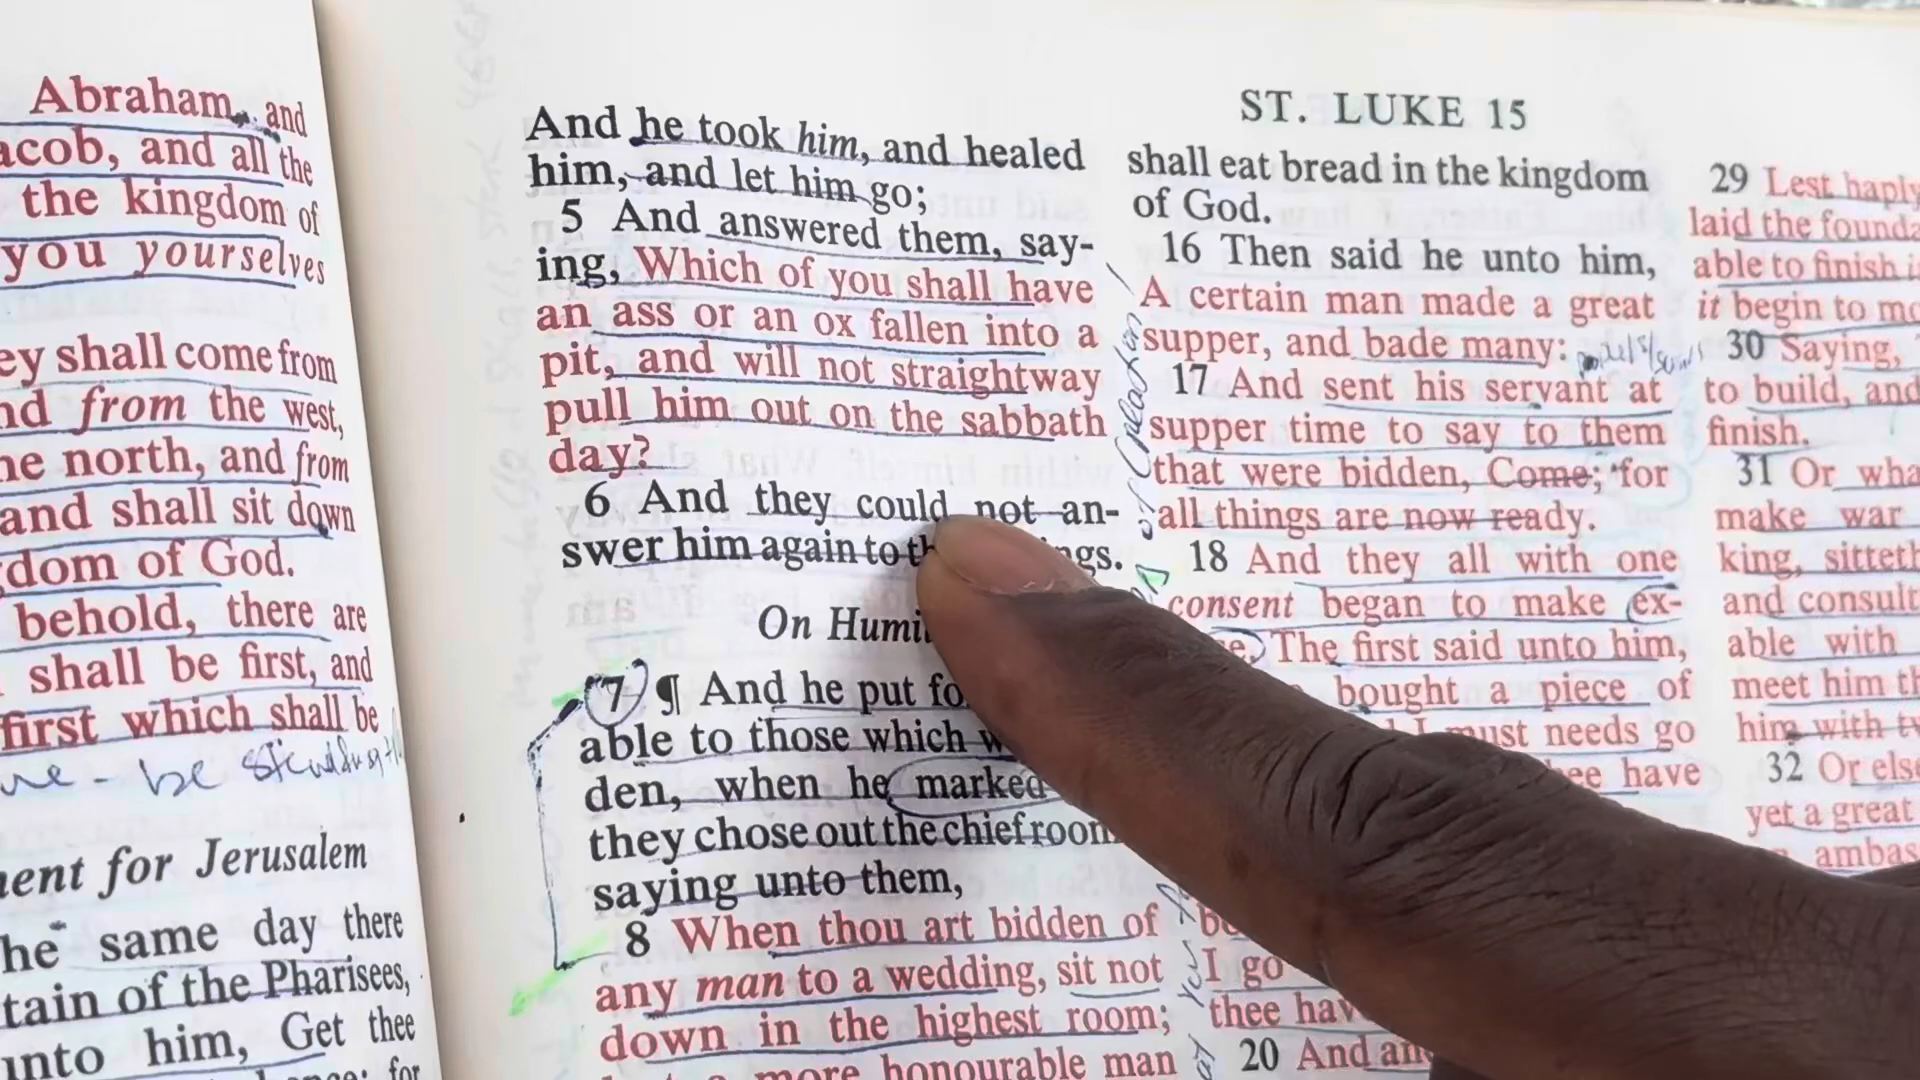 Abraham, and
acob, and all the
the kingdom of
you yourselves
ey shall come from
nd from the west,
he north, and from
and shall sit down
gdom of God.
behold, there are
shall be first, and
first which shall be
be
ent for Jerusalem
he same day there
tain of the Pharisees,
unto him, Get thee
for
And he took him, and healed
him, and let him go;
5 And answered them, say-
ing, Which of you shall have
an ass or an ox fallen into a
pit, and will not straightway
pull him out on the sabbath
day?
6 And they could not an-
swer him again to th ngs.
On Humi
7 ¶ And he put fo
able to those which w
den, when he marked
they chose out the chief room
saying unto them,
8 When thou art bidden of
any man to a wedding, sit not
down in the highest room;
a more honourable man
ST. LUKE 15
shall eat bread in the kingdom
of God.
16 Then said he unto him,
A certain man made a great
supper, and bade many:
17 And sent his servant at
supper time to say to them
that were bidden, Come; for
all things are now ready.
18 And they all with one
consent began to make ex-
e. The first said unto him,
bought a piece of
I must needs go
ee have
I go
thee hav
20 And an
29 Lest haply
laid the founda
able to finish i
it begin to mo
30 Saying,
to build, and
finish.
31 Or wha
make war
king, sitteth
and consult
able with
meet him th
him with tw
32 Or else
yet a great
ambas